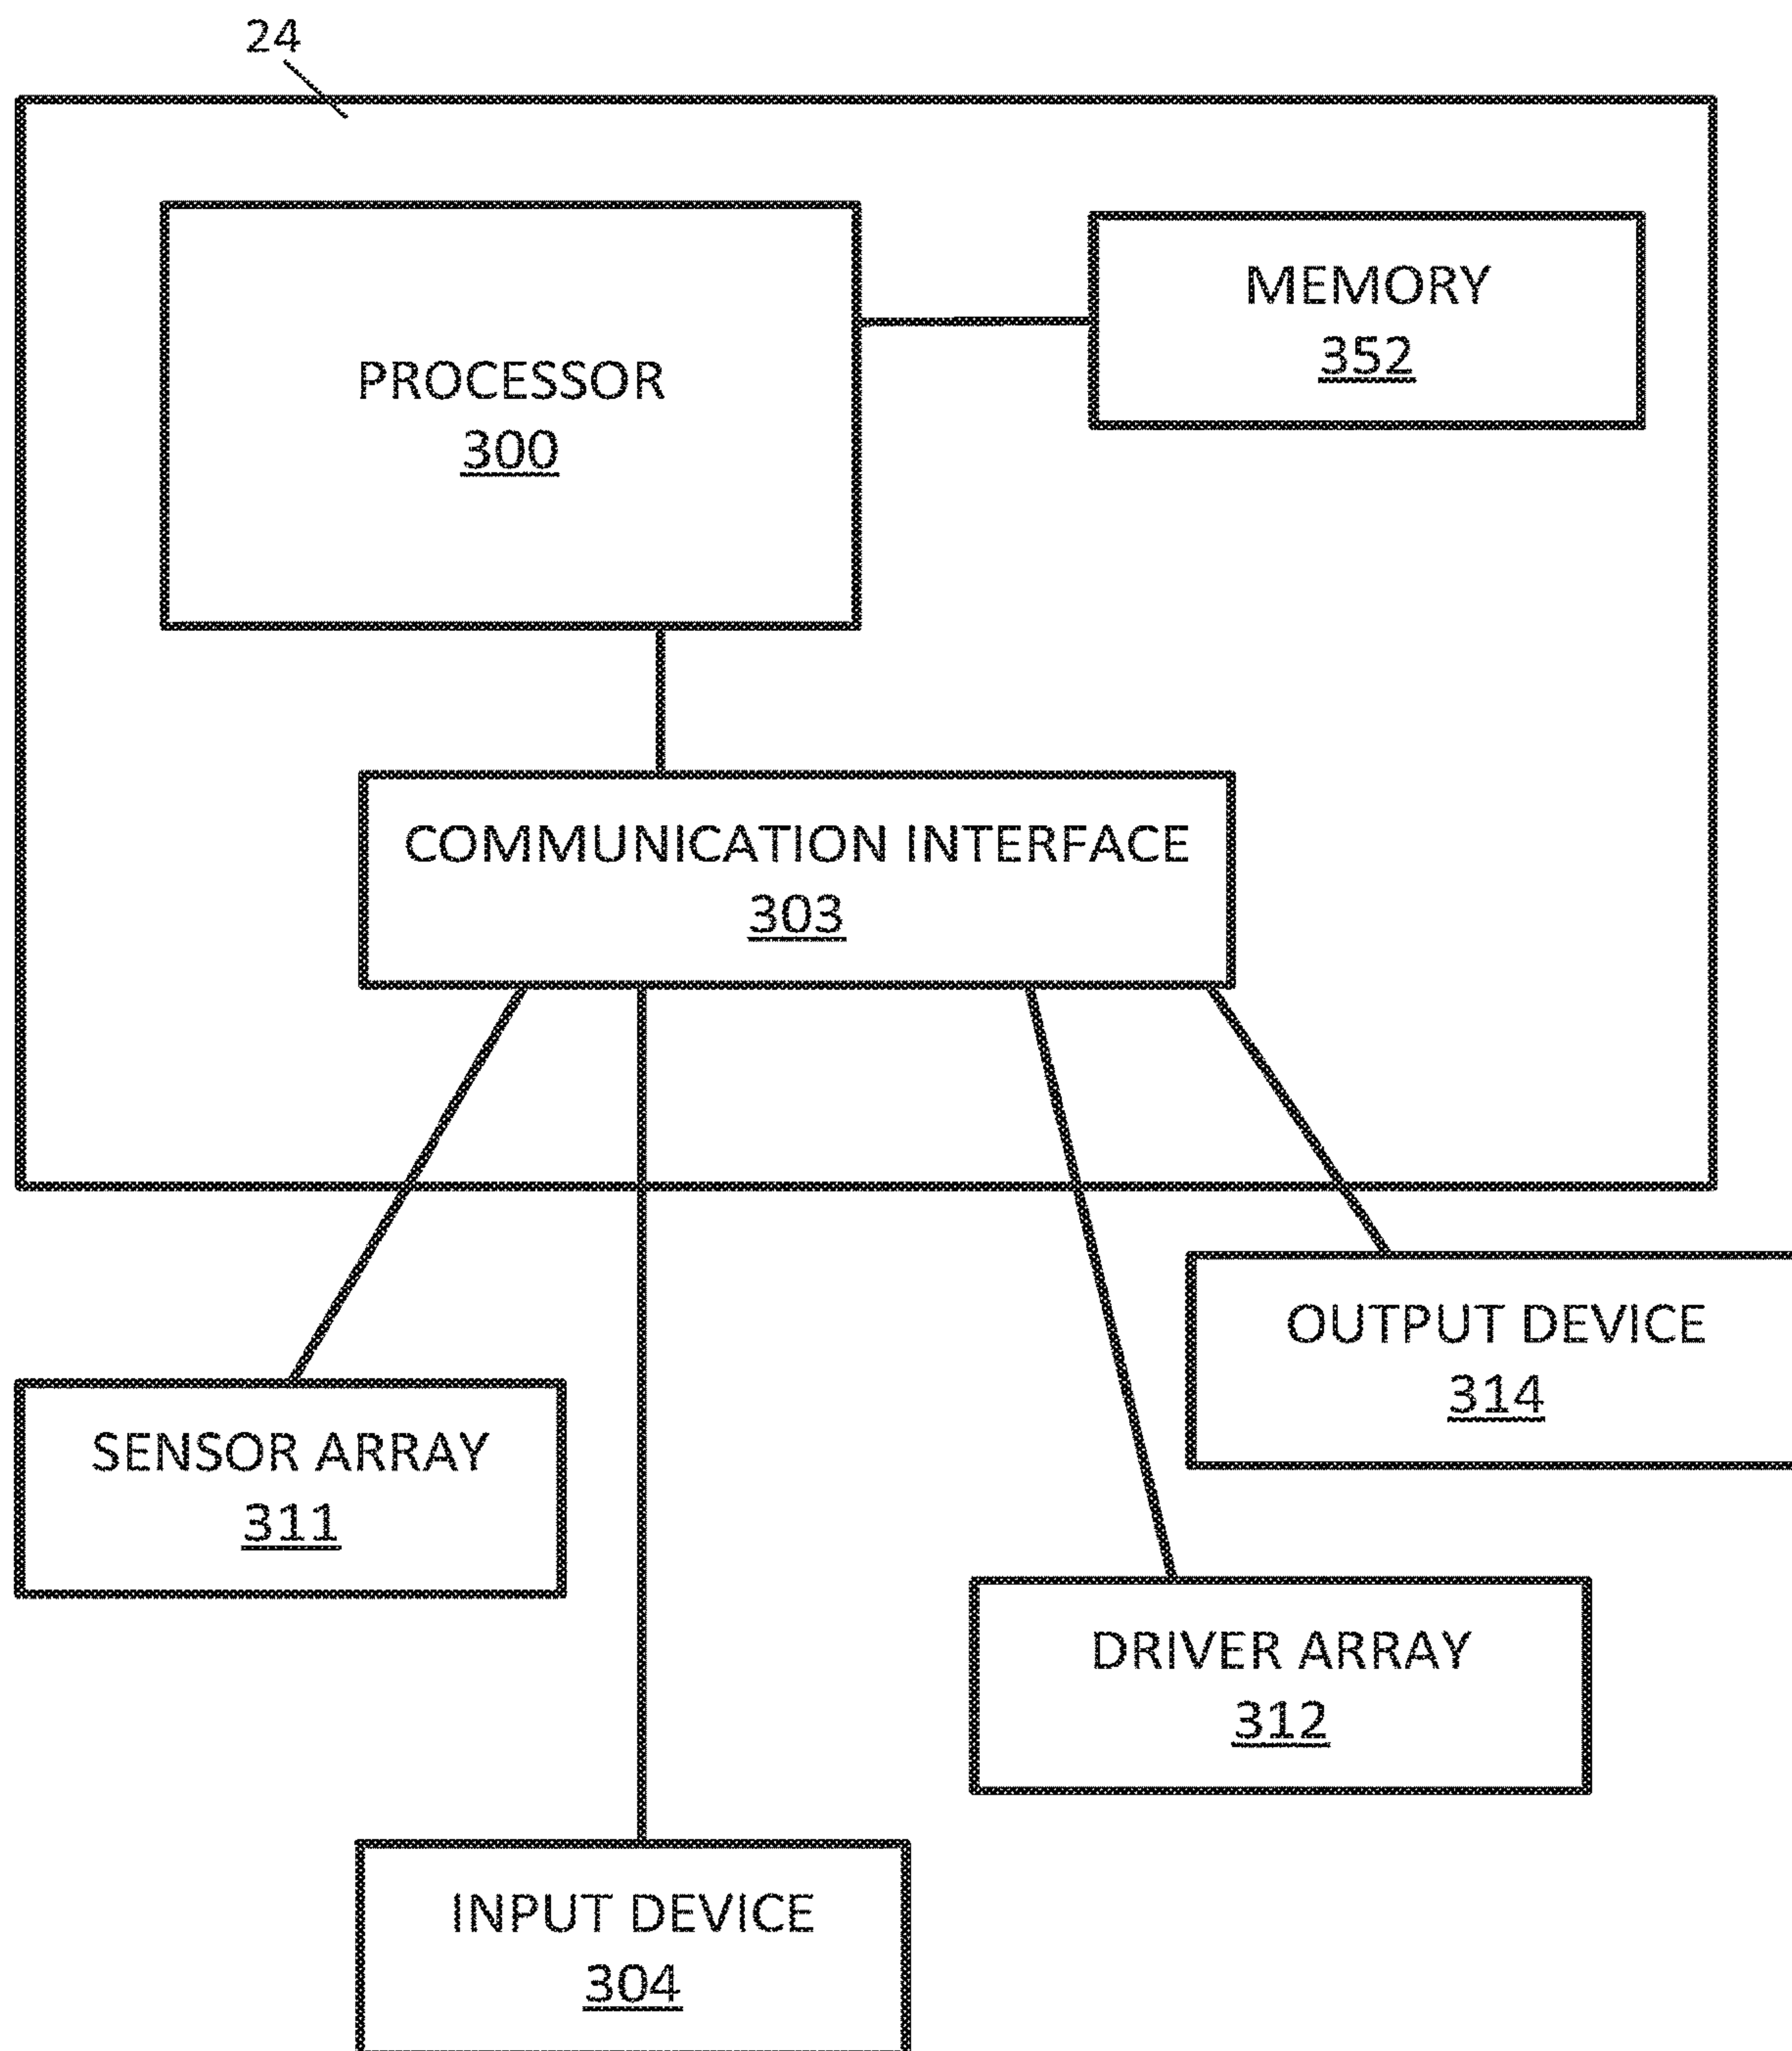 24
PROCESSOR
300
MEMORY
352
COMMUNICATION INTERFACE
303
OUTPUT DEVICE
314
SENSOR ARRAY
311
DRIVER ARRAY
312
INPUT DEVICE
304